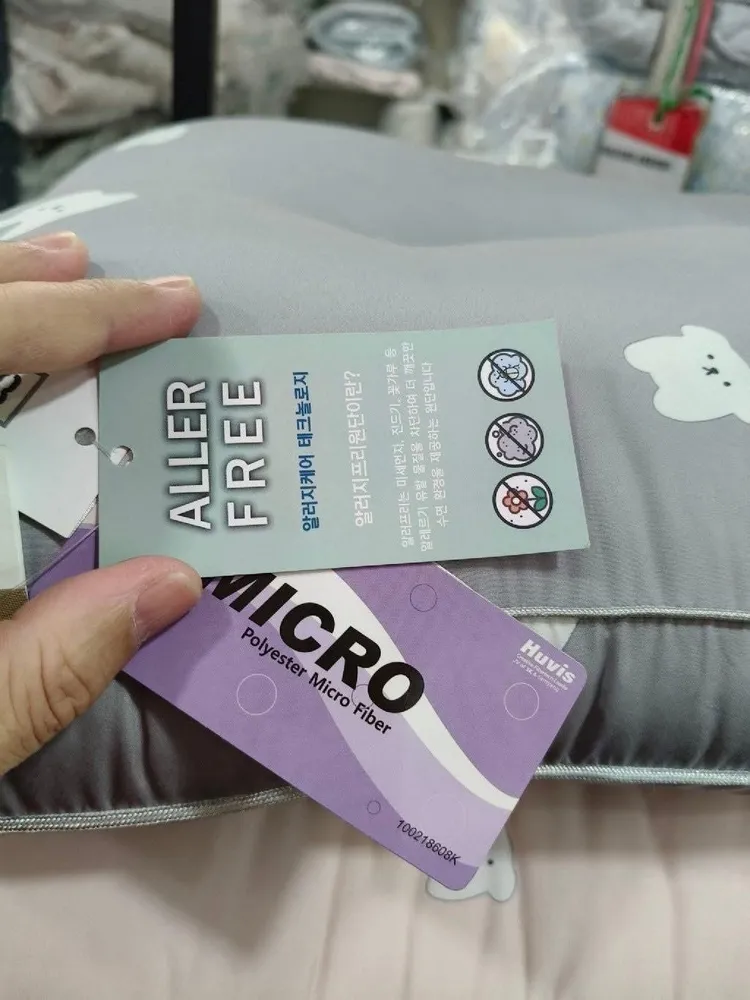 ALLER
FREE
알러지케어 테크놀로지
알러지프리원단이란?
알러프리는 미세먼지, 진드기, 꽃가루 등
알레르기 유발 물질을 차단하여 더 깨끗한
수면 환경을 제공하는 원단입니다
MICRO
Polyester Micro Fiber
Huvis
100218608K